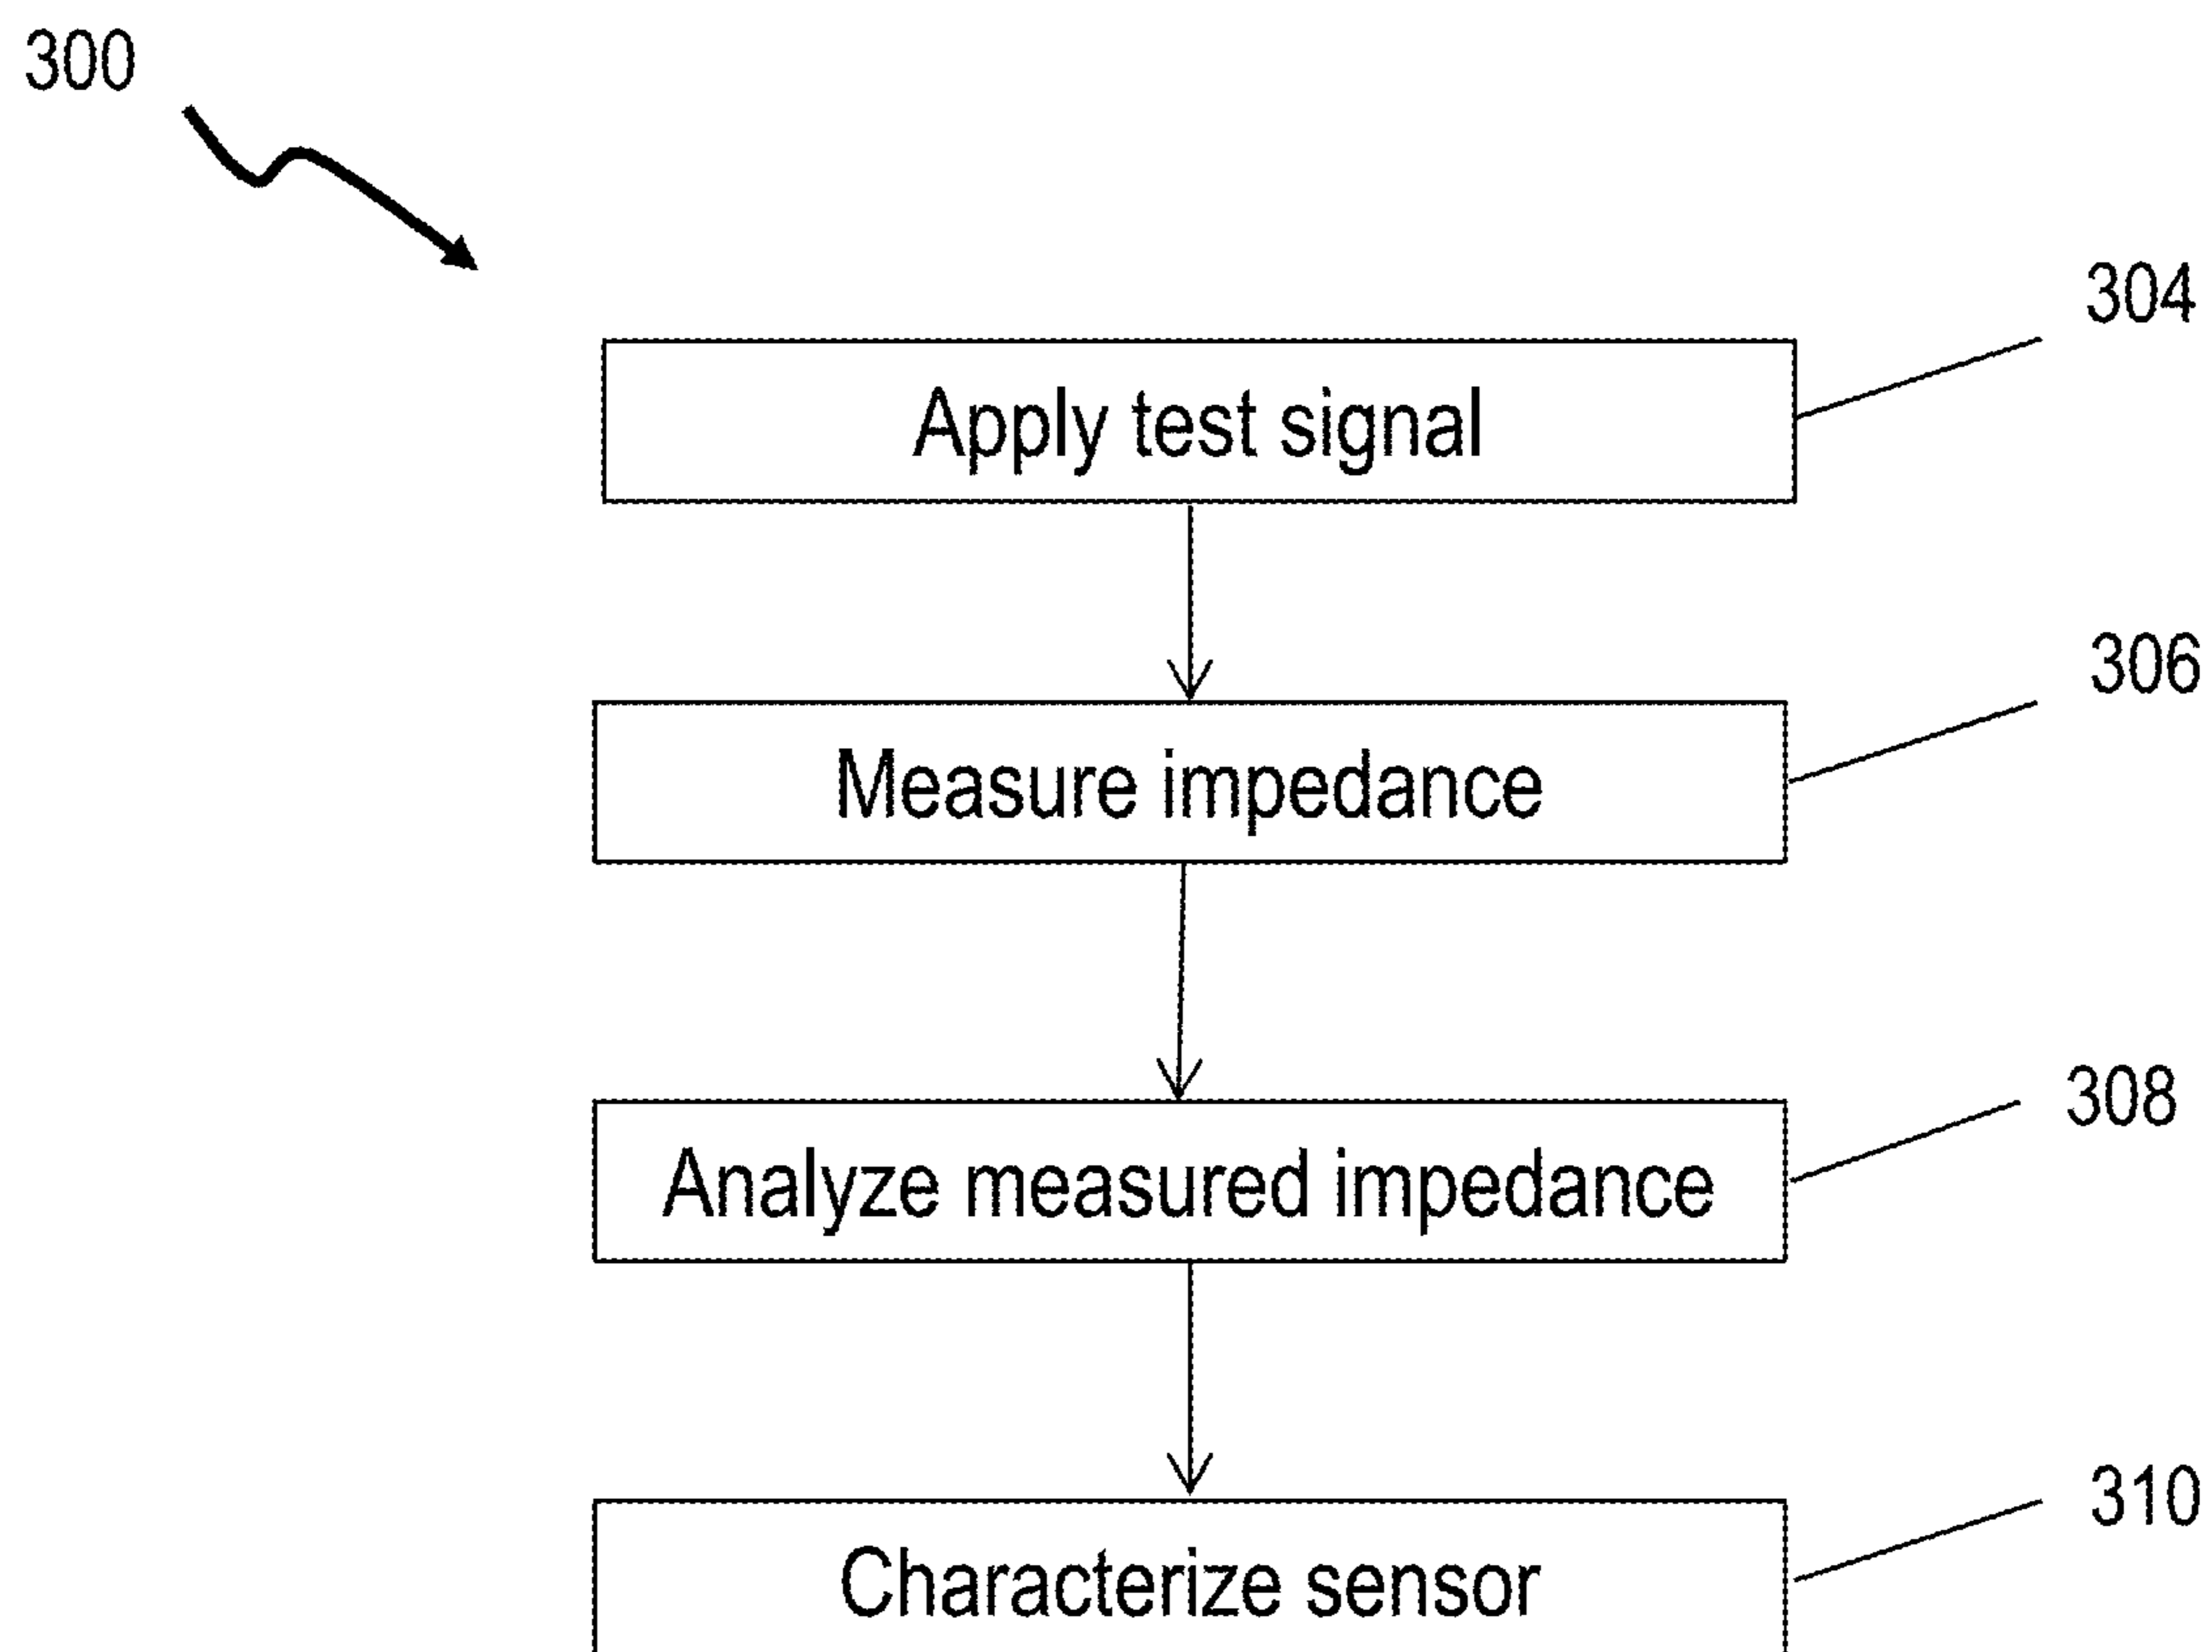 300
304
Apply test signal
306
Measure impedance
308
Analyze measured impedance
310
Characterize sensor